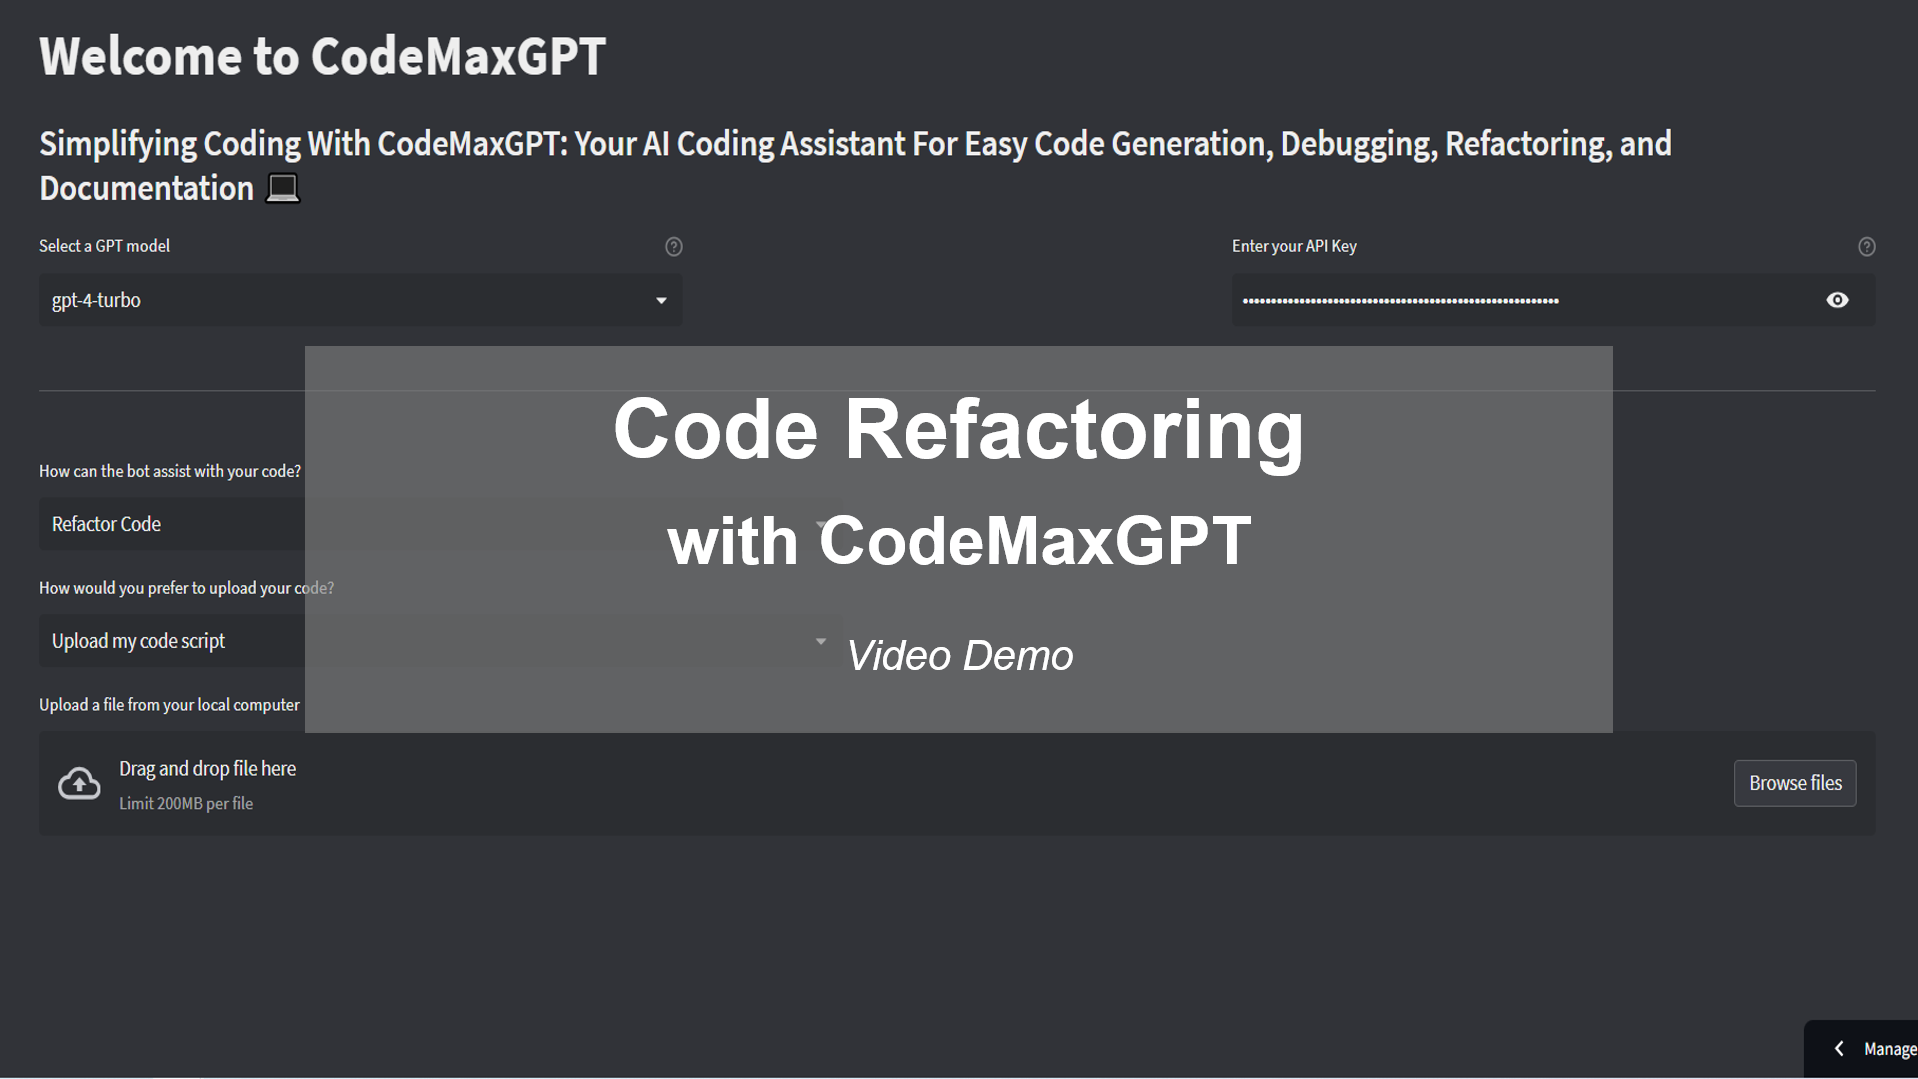 Welcome to CodeMaxGPT
Simplifying Coding With CodeMaxGPT: Your AI Coding Assistant For Easy Code Generation, Debugging, Refactoring, and
Documentation
Select a GPT model
Enter your API Key
gpt-4-turbo
Code Refactoring
with CodeMaxGPT
Video Demo
How can the bot assist with your code?
Refactor Code
How would you prefer to upload your code?
Upload my code script
Upload a file from your local computer
Drag and drop file here
Limit 200MB per file
Browse files
Manage